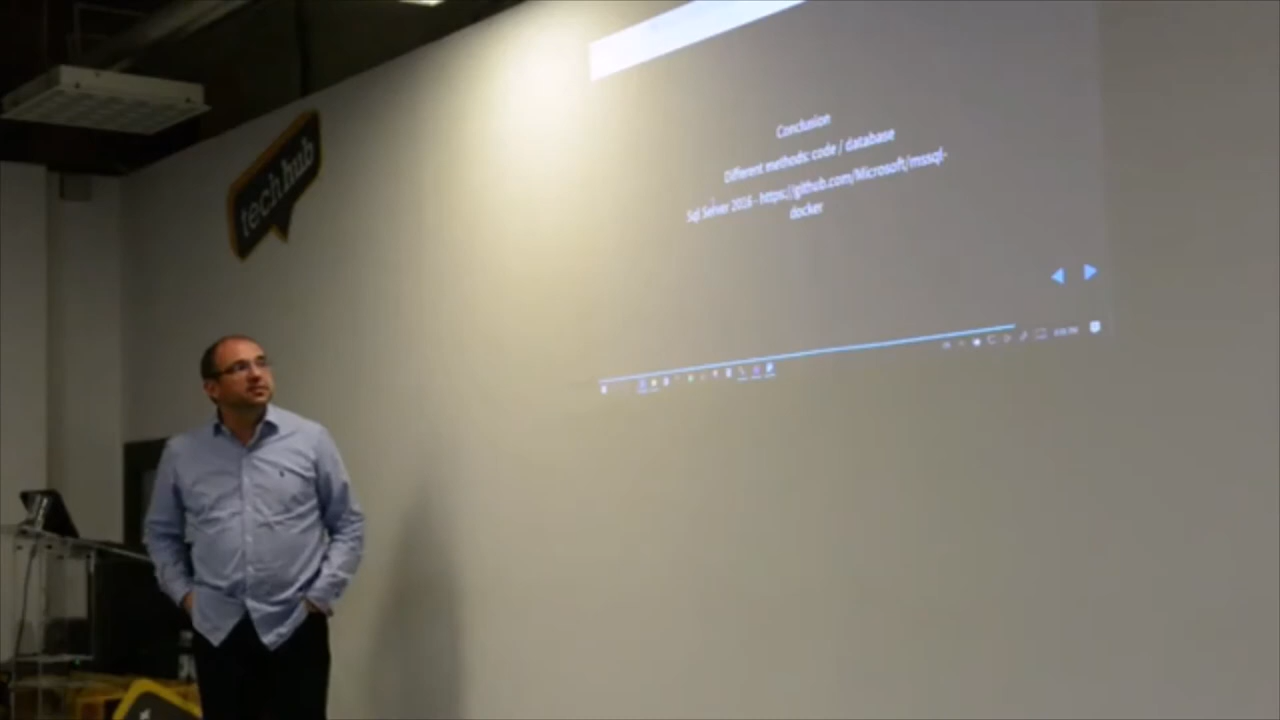 tech.hub
Conclusion
Different methods: code / database
Sql Server 2016 - https://github.com/Microsoft/mssql-
docker